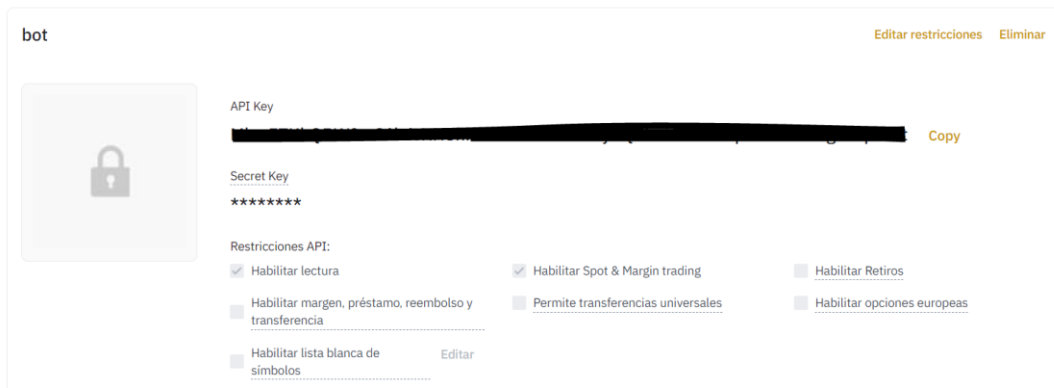 bot
Editar restricciones Eliminar
API Key
Copy
Secret Key
********
Restricciones API:
Habilitar lectura
Habilitar Spot & Margin trading
Habilitar Retiros
Habilitar margen, préstamo, reembolso y
transferencia
Permite transferencias universales
Habilitar opciones europeas
Habilitar lista blanca de
símbolos
Editar